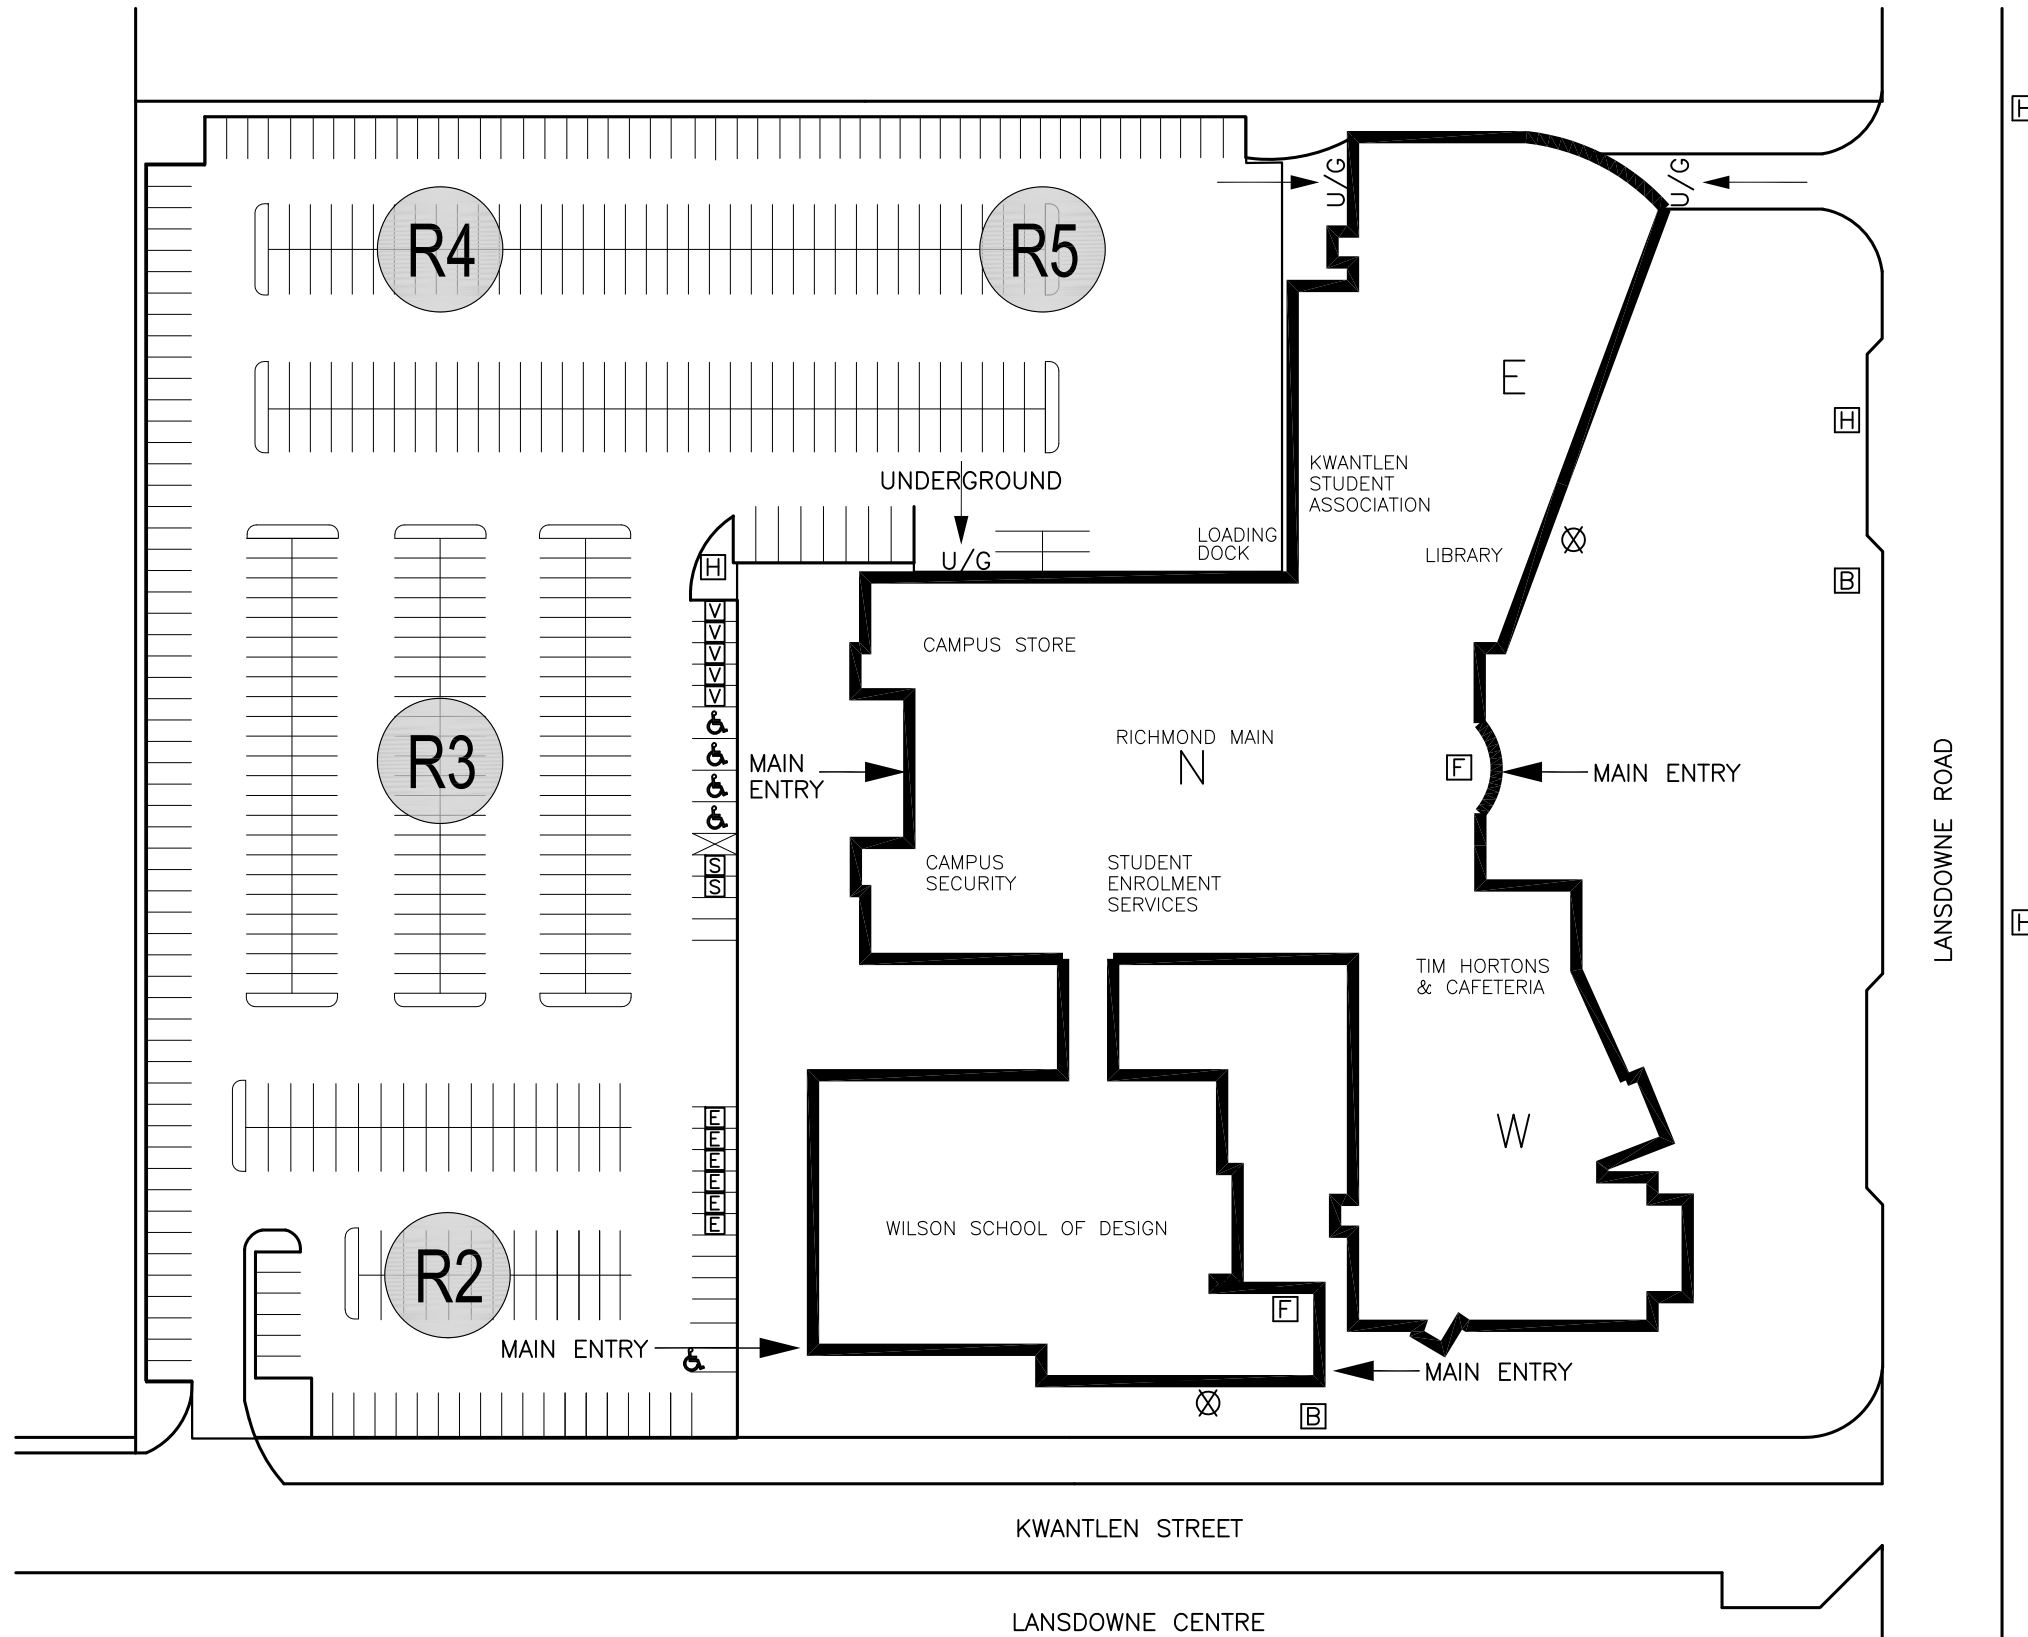 H
U/G
U/G
R4
R5
E
H
KWANTLEN
STUDENT
ASSOCIATION
UNDERGROUND
LOADING
DOCK
U/G
LIBRARY
H
B
V
V
V
V
V
CAMPUS STORE
RICHMOND MAIN
N
R3
MAIN
ENTRY
F
MAIN ENTRY
LANSDOWNE ROAD
S
S
CAMPUS
SECURITY
STUDENT
ENROLMENT
SERVICES
H
TIM HORTONS
& CAFETERIA
E
E
E
E
E
E
W
WILSON SCHOOL OF DESIGN
R2
F
MAIN ENTRY
MAIN ENTRY
B
KWANTLEN STREET
LANSDOWNE CENTRE